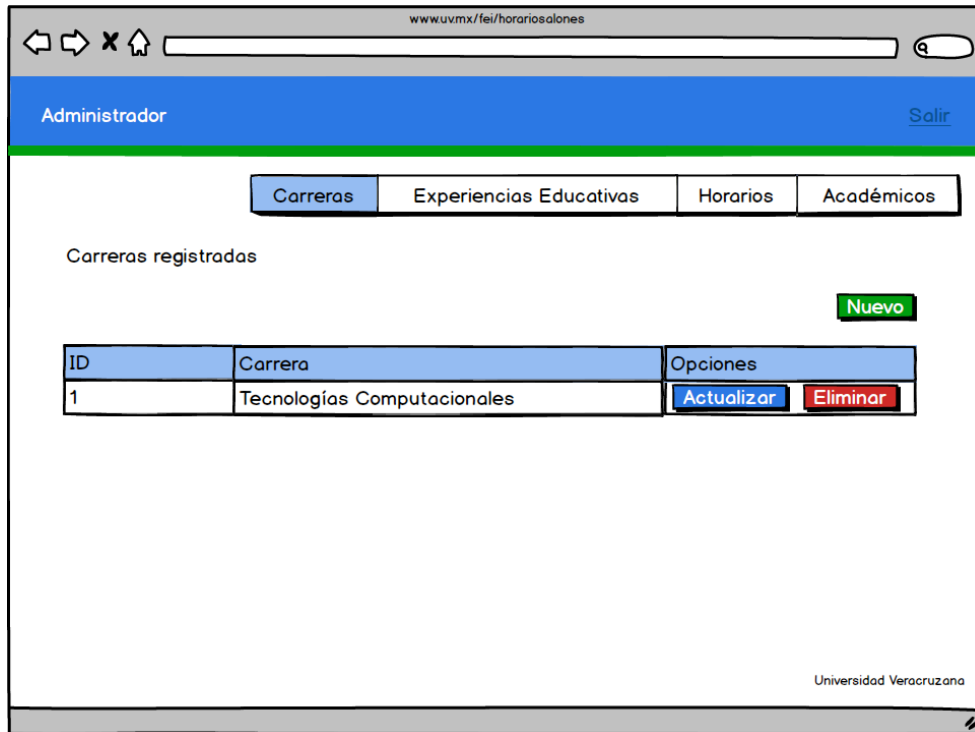 www.uv.mx/fei/horariosalones
Administrador Salir
Carreras Experiencias Educativas Horarios Académicos
Carreras registradas
Nuevo
ID Carrera Opciones
1 Tecnologías Computacionales Actualizar Eliminar
Universidad Veracruzana